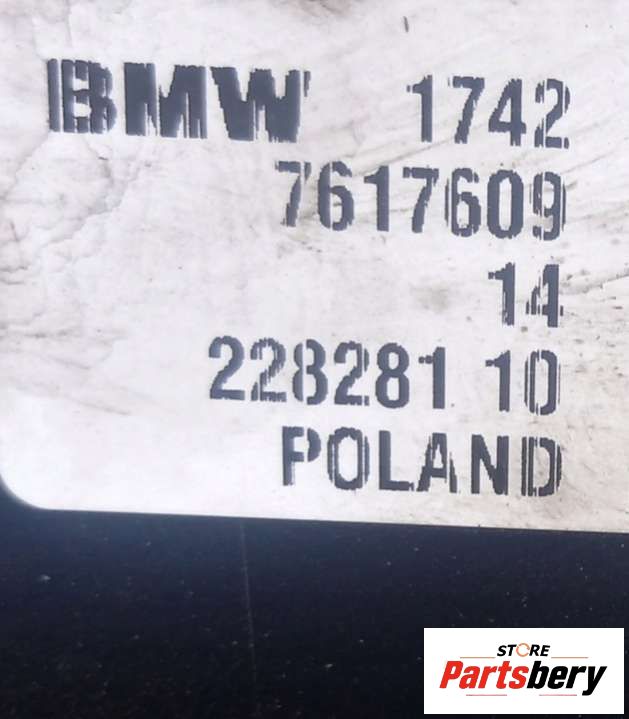 BMW 1742
7617609
14
228281 10
POLAND
STORE
Partsbery